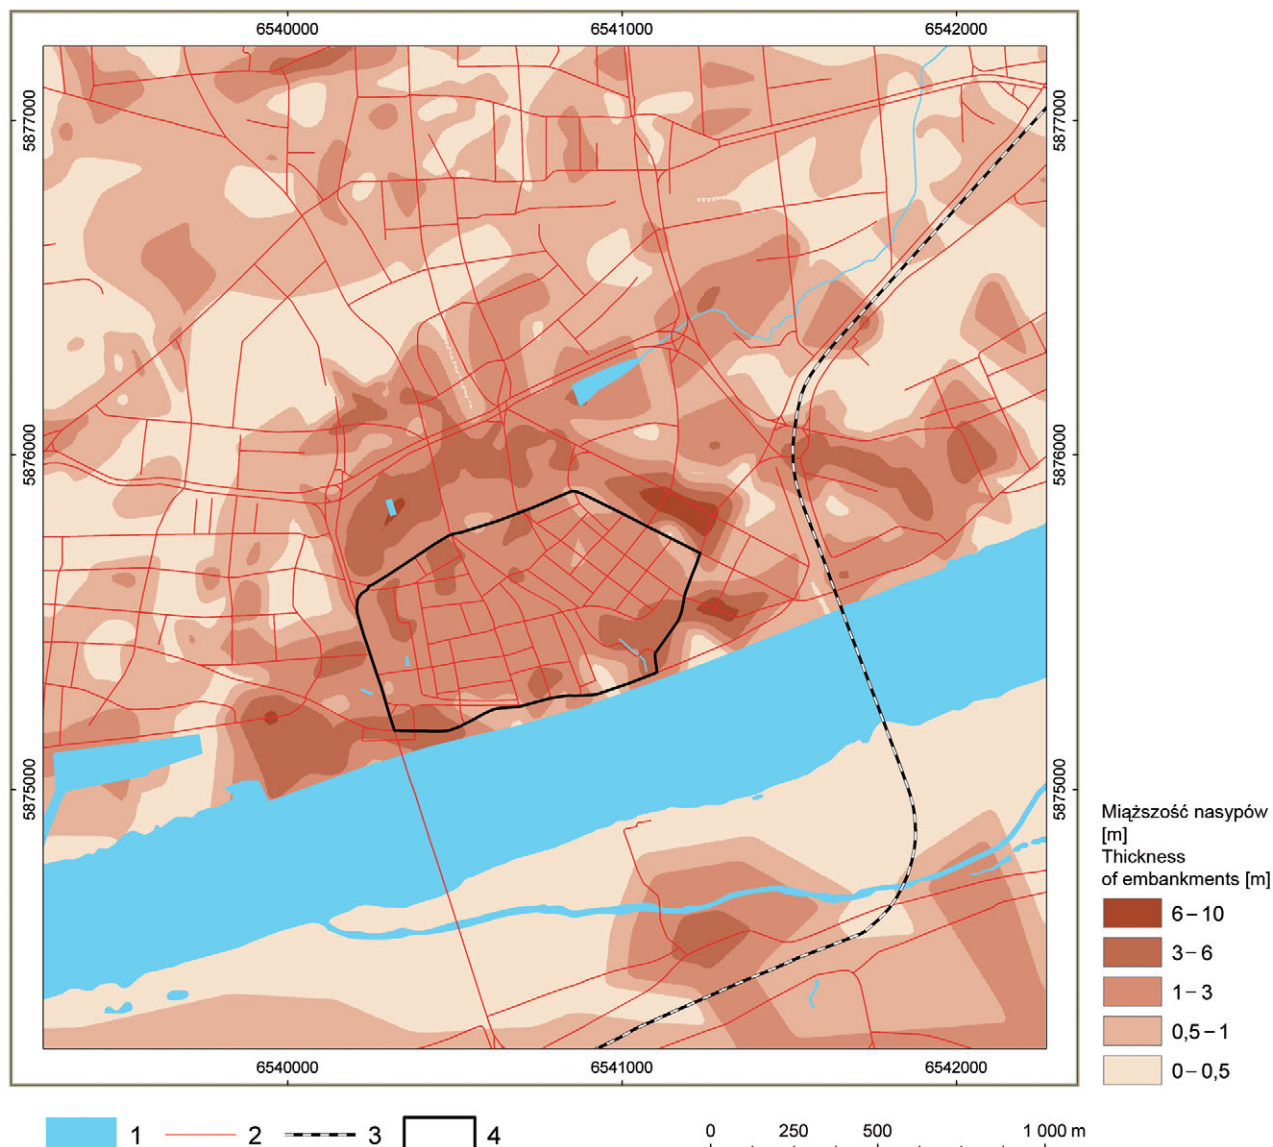 6540000 6541000 6542000
5877000 5877000
5876000 5876000
5875000 5875000
6540000 6541000 6542000
Miąższość nasypów
[m]
Thickness
of embankments [m]
6 – 10
3 – 6
1 – 3
0,5 – 1
0 – 0,5
1 2 3 4
0 250 500 1 000 m